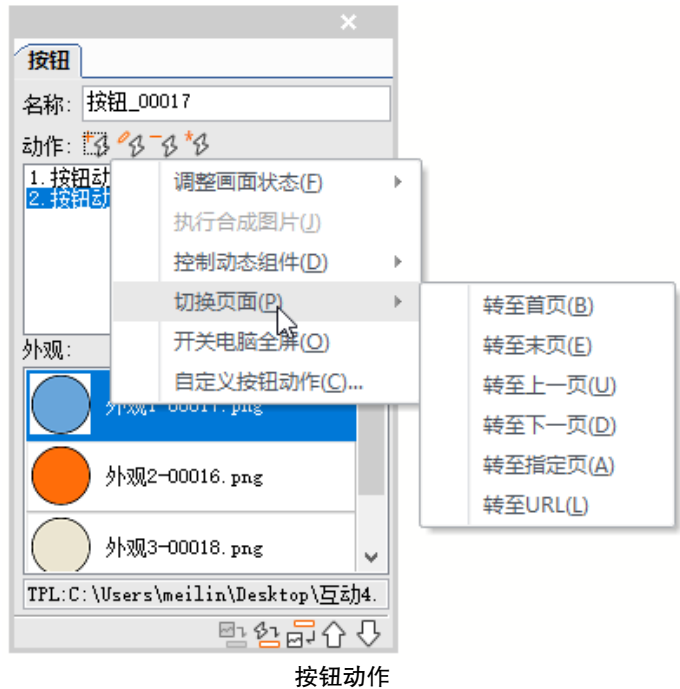 按钮
名称: 按钮_00017
动作:
1.按钮动
2.按钮动
调整画面状态(F)
执行合成图片(J)
控制动态组件(D)
切换页面(P)
开关电脑全屏(O)
自定义按钮动作(C)...
转至首页(B)
转至末页(E)
转至上一页(U)
转至下一页(D)
转至指定页(A)
转至URL(L)
外观:
外观1-00017.png
外观2-00016.png
外观3-00018.png
TPL:C:\Users\meilin\Desktop\互动4.
按钮动作